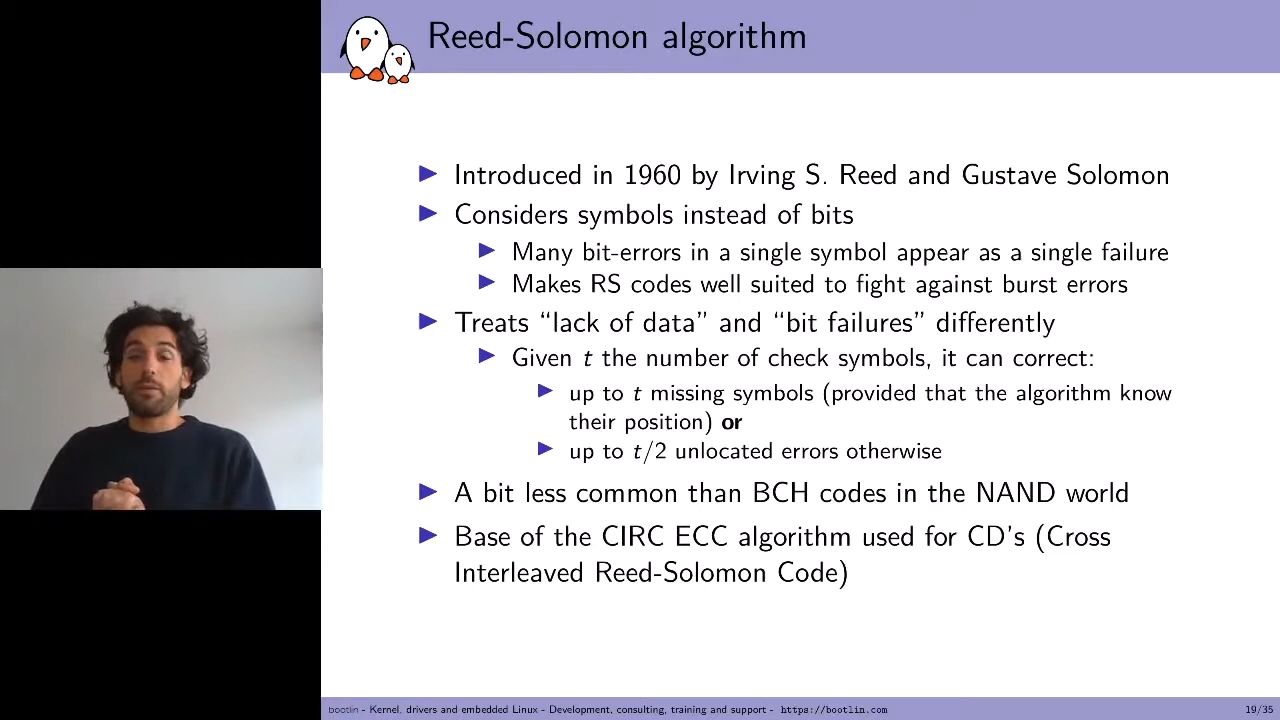 Reed-Solomon algorithm
Introduced in 1960 by Irving S. Reed and Gustave Solomon
Considers symbols instead of bits
Many bit-errors in a single symbol appear as a single failure
Makes RS codes well suited to fight against burst errors
Treats “lack of data” and “bit failures” differently
Given t the number of check symbols, it can correct:
up to t missing symbols (provided that the algorithm know
their position) or
up to t/2 unlocated errors otherwise
A bit less common than BCH codes in the NAND world
Base of the CIRC ECC algorithm used for CD's (Cross
Interleaved Reed-Solomon Code)
bootlin - Kernel, drivers and embedded Linux - Development, consulting, training and support - https://bootlin.com
19/35